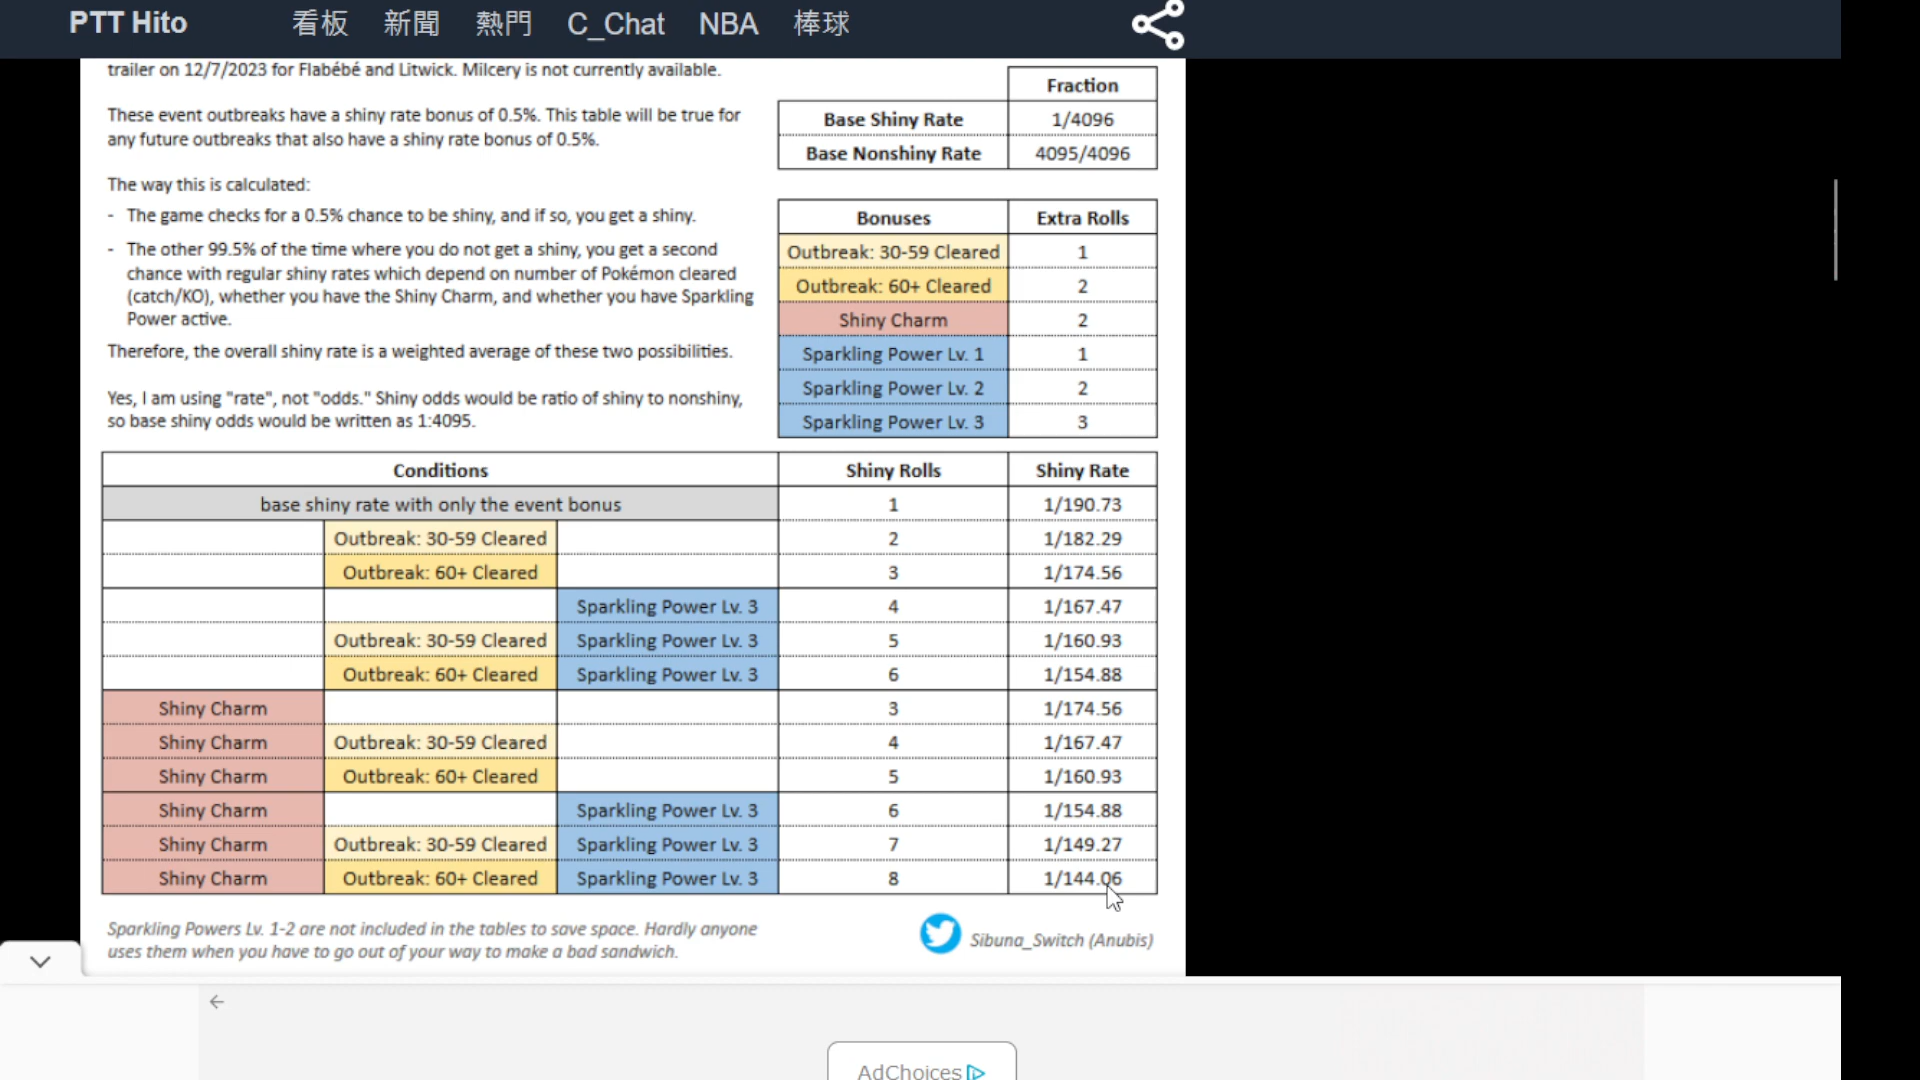 PTT Hito 看板 新聞 熱門 C_Chat NBA 棒球
trailer on 12/7/2023 for Flabébé and Litwick. Milcery is not currently available.
These event outbreaks have a shiny rate bonus of 0.5%. This table will be true for
any future outbreaks that also have a shiny rate bonus of 0.5%.
The way this is calculated:
- The game checks for a 0.5% chance to be shiny, and if so, you get a shiny.
- The other 99.5% of the time where you do not get a shiny, you get a second
chance with regular shiny rates which depend on number of Pokémon cleared
(catch/KO), whether you have the Shiny Charm, and whether you have Sparkling
Power active.
Therefore, the overall shiny rate is a weighted average of these two possibilities.
Yes, I am using "rate", not "odds." Shiny odds would be ratio of shiny to nonshiny,
so base shiny odds would be written as 1:4095.
Fraction
Base Shiny Rate 1/4096
Base Nonshiny Rate 4095/4096
Bonuses Extra Rolls
Outbreak: 30-59 Cleared 1
Outbreak: 60+ Cleared 2
Shiny Charm 2
Sparkling Power Lv. 1 1
Sparkling Power Lv. 2 2
Sparkling Power Lv. 3 3
Conditions Shiny Rolls Shiny Rate
base shiny rate with only the event bonus 1 1/190.73
Outbreak: 30-59 Cleared 2 1/182.29
Outbreak: 60+ Cleared 3 1/174.56
Sparkling Power Lv. 3 4 1/167.47
Outbreak: 30-59 Cleared Sparkling Power Lv. 3 5 1/160.93
Outbreak: 60+ Cleared Sparkling Power Lv. 3 6 1/154.88
Shiny Charm 3 1/174.56
Shiny Charm Outbreak: 30-59 Cleared 4 1/167.47
Shiny Charm Outbreak: 60+ Cleared 5 1/160.93
Shiny Charm Sparkling Power Lv. 3 6 1/154.88
Shiny Charm Outbreak: 30-59 Cleared Sparkling Power Lv. 3 7 1/149.27
Shiny Charm Outbreak: 60+ Cleared Sparkling Power Lv. 3 8 1/144.06
Sparkling Powers Lv. 1-2 are not included in the tables to save space. Hardly anyone
uses them when you have to go out of your way to make a bad sandwich.
Sibuna_Switch (Anubis)
AdChoices